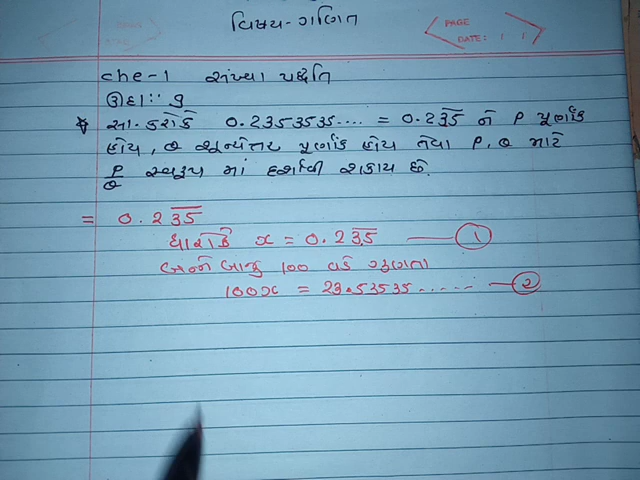 વિષય-ગણિત
PAGE
DATE: / /
che-1 સંખ્યા પદ્ધતિ
ઉદા:- 9
* સા.કરોકે 0.2353535.... = 0.2\overline{35} ને P પૂર્ણાંક
હોય, q શૂન્યેત્તર પૂર્ણાંક હોય તેવા P, q માટે
P/q સ્વરૂપ માં દર્શાવી શકાય છે.
= 0.2\overline{35}
ધારોકે x = 0.2\overline{35} —— 1
બન્ને બાજુ 100 વડે ગુણતા
100x = 23.53535...... — 2